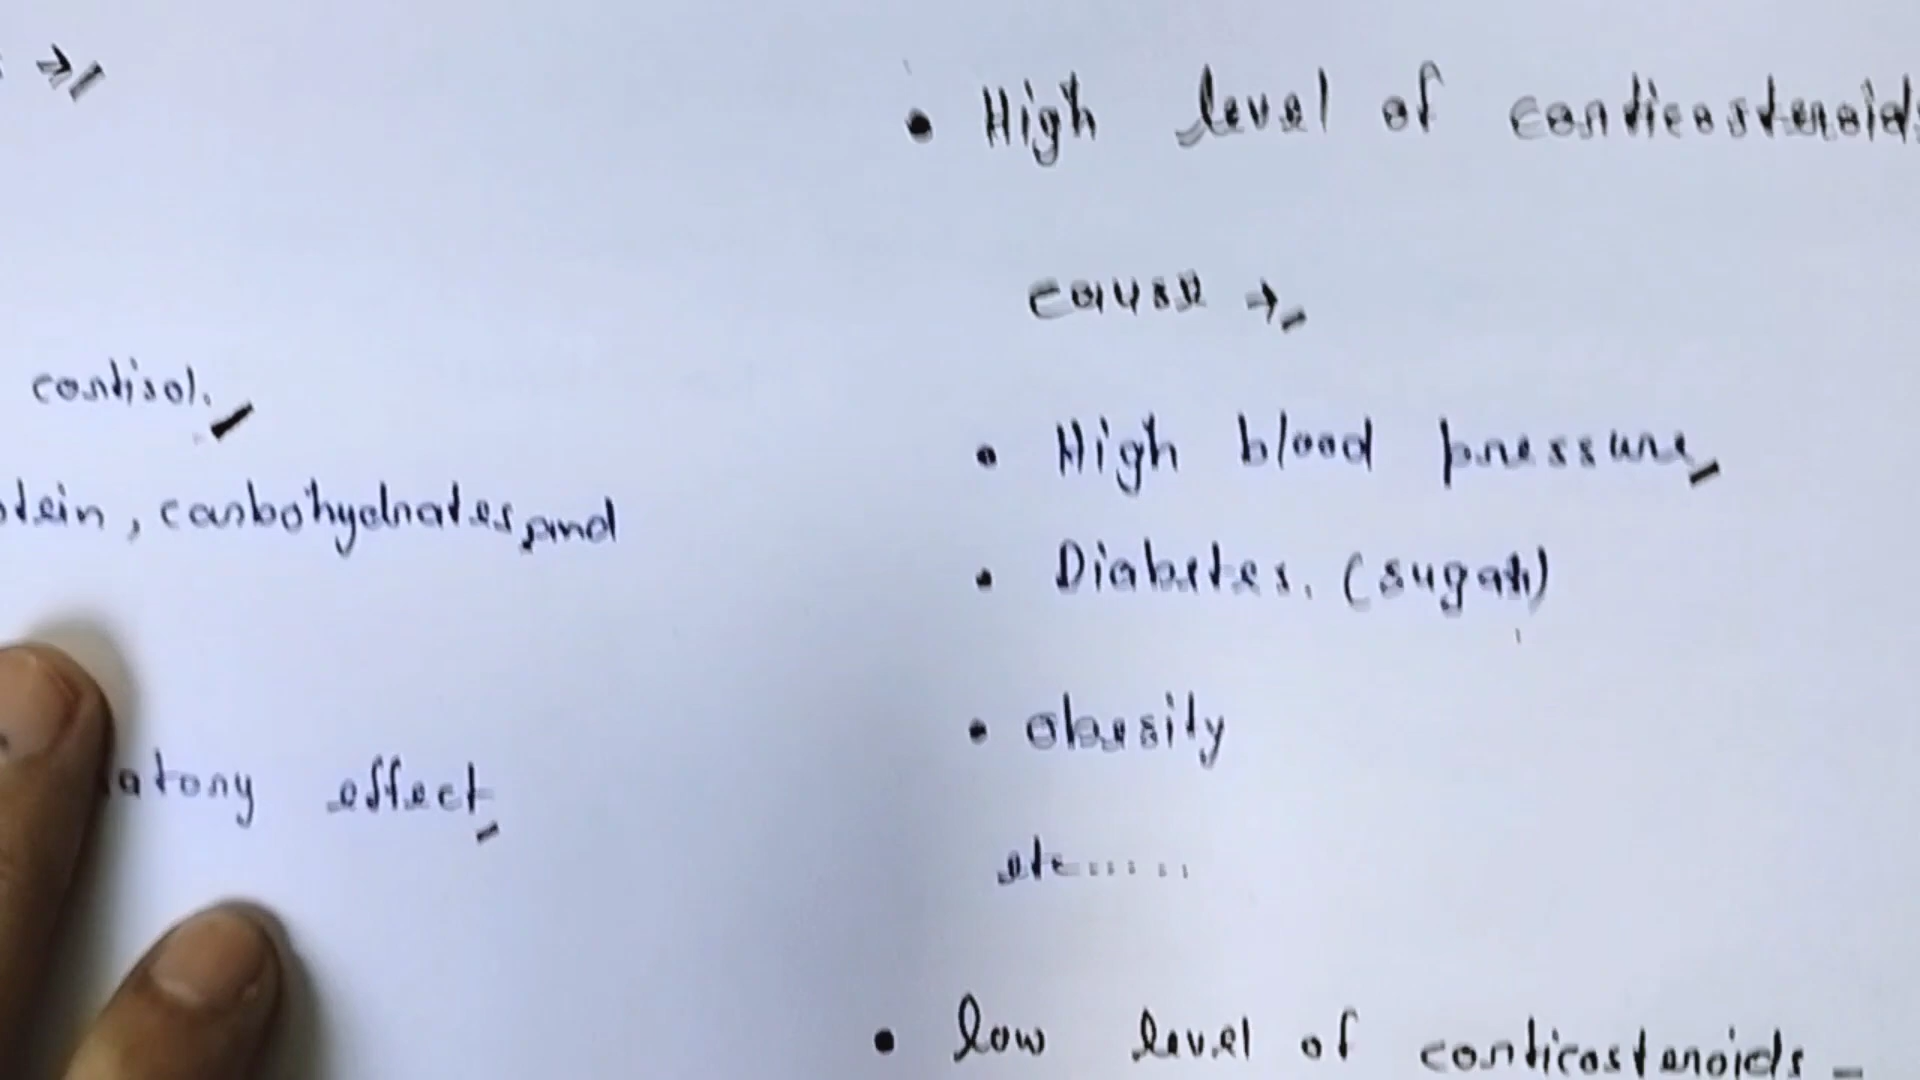 →
cortisol.
tein, carbohydrates, and
atory effect
• High level of corticosteroids
cause →
• High blood pressure
• Diabetes. (sugar)
• obesity
etc......
• low level of corticosteroids -